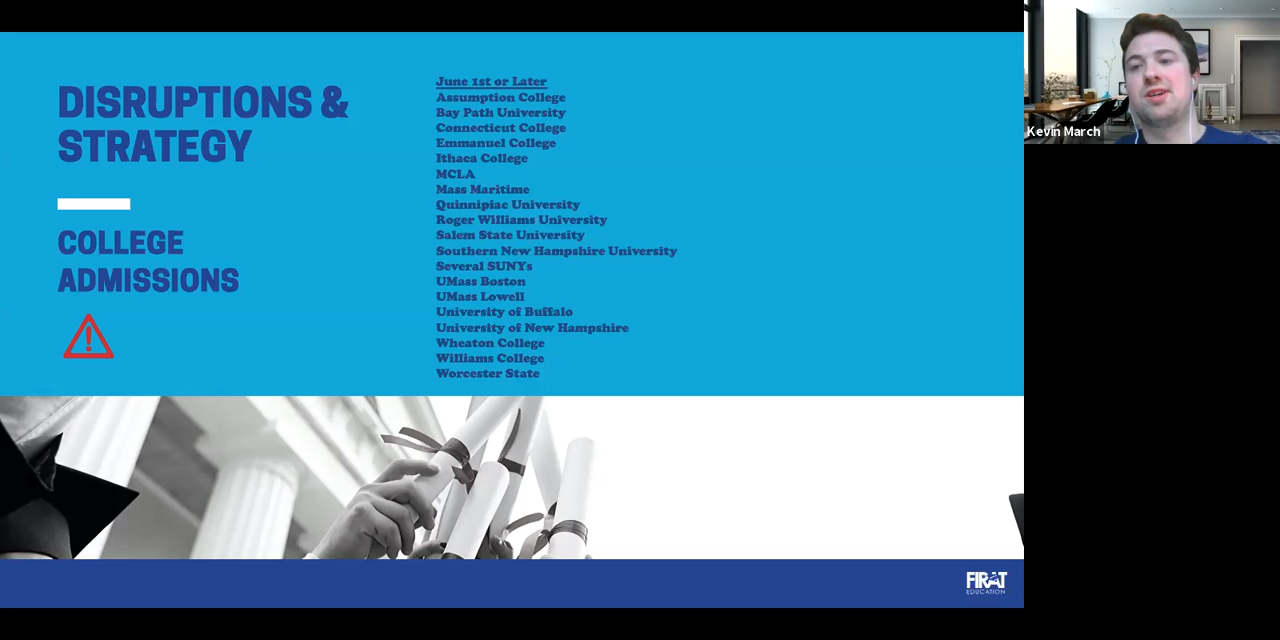 DISRUPTIONS &
STRATEGY
COLLEGE
ADMISSIONS
June 1st or Later
Assumption College
Bay Path University
Connecticut College
Emmanuel College
Ithaca College
MCLA
Mass Maritime
Quinnipiac University
Roger Williams University
Salem State University
Southern New Hampshire University
Several SUNYs
UMass Boston
UMass Lowell
University of Buffalo
University of New Hampshire
Wheaton College
Williams College
Worcester State
Kevin March
FIRAT
EDUCATION